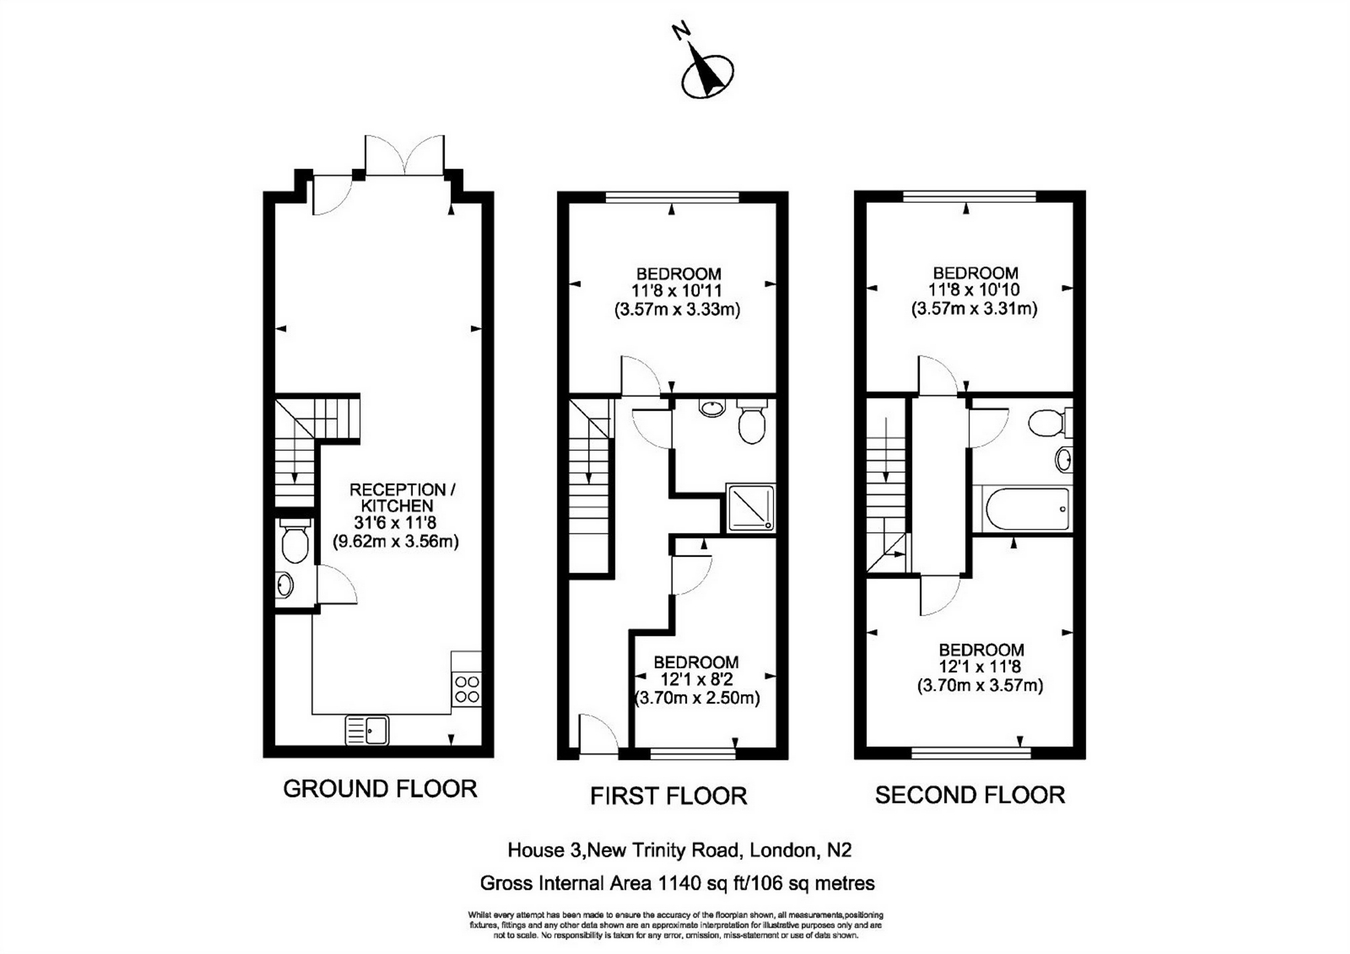 N
BEDROOM
11'8 x 10'11
(3.57m x 3.33m)
BEDROOM
11'8 x 10'10
(3.57m x 3.31m)
RECEPTION /
KITCHEN
31'6 x 11'8
(9.62m x 3.56m)
BEDROOM
12'1 x 8'2
(3.70m x 2.50m)
BEDROOM
12'1 x 11'8
(3.70m x 3.57m)
GROUND FLOOR
FIRST FLOOR
SECOND FLOOR
House 3,New Trinity Road, London, N2
Gross Internal Area 1140 sq ft/106 sq metres
Whilst every attempt has been made to ensure the accuracy of the floorplan shown, all measurements,positioning
fixtures, fittings and any other data shown are an approximate interpretation for illustrative purposes only and are
not to scale. No responsibility is taken for any error, omission, miss-statement or use of data shown.